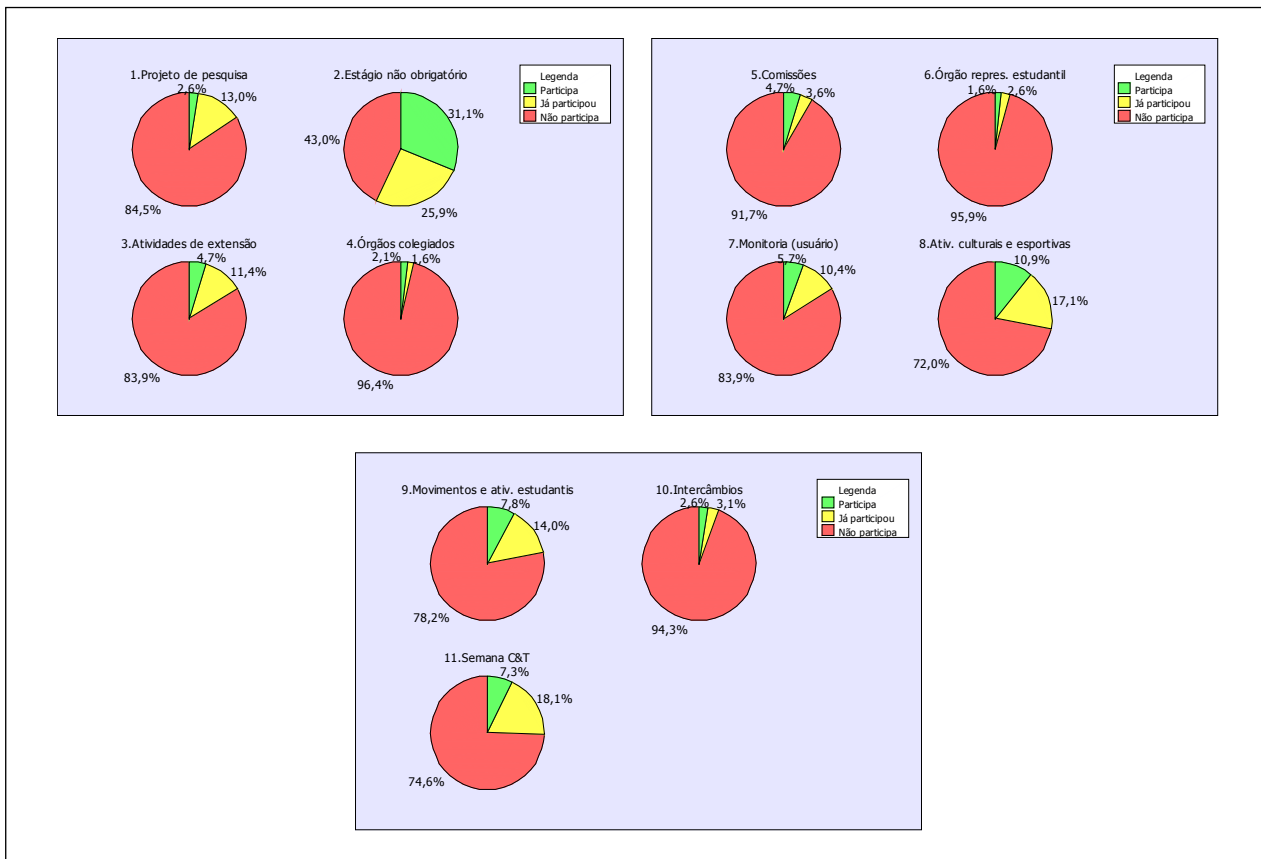 1.Projeto de pesquisa
2,6%
13,0%
84,5%
2.Estágio não obrigatório
31,1%
43,0%
25,9%
Legenda
Participa
Já participou
Não participa
3.Atividades de extensão
4,7%
11,4%
83,9%
4.Órgãos colegiados
2,1%
1,6%
96,4%
5.Comissões
4,7%
3,6%
91,7%
6.Órgão repres. estudantil
1,6%
2,6%
95,9%
Legenda
Participa
Já participou
Não participa
7.Monitoria (usuário)
5,7%
10,4%
83,9%
8.Ativ. culturais e esportivas
10,9%
17,1%
72,0%
9.Movimentos e ativ. estudantis
7,8%
14,0%
78,2%
10.Intercâmbios
2,6%
3,1%
94,3%
Legenda
Participa
Já participou
Não participa
11.Semana C&T
7,3%
18,1%
74,6%